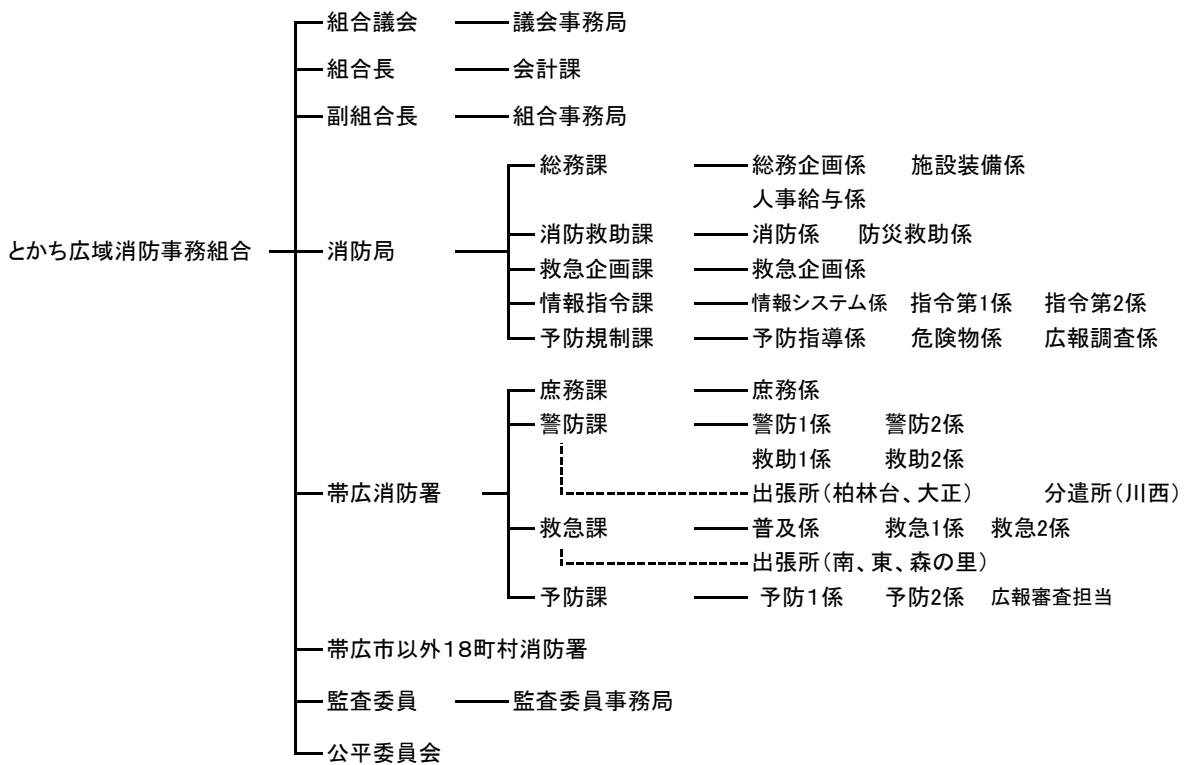 組合議会 議会事務局
組合長 会計課
副組合長 組合事務局
総務課 総務企画係 施設装備係
人事給与係
消防救助課 消防係 防災救助係
とかち広域消防事務組合 消防局
救急企画課 救急企画係
情報指令課 情報システム係 指令第1係 指令第2係
予防規制課 予防指導係 危険物係 広報調査係
庶務課 庶務係
警防課 警防1係 警防2係
救助1係 救助2係
帯広消防署 出張所(柏林台、大正) 分遣所(川西)
救急課 普及係 救急1係 救急2係
出張所(南、東、森の里)
予防課 予防１係 予防2係 広報審査担当
帯広市以外１８町村消防署
監査委員 監査委員事務局
公平委員会